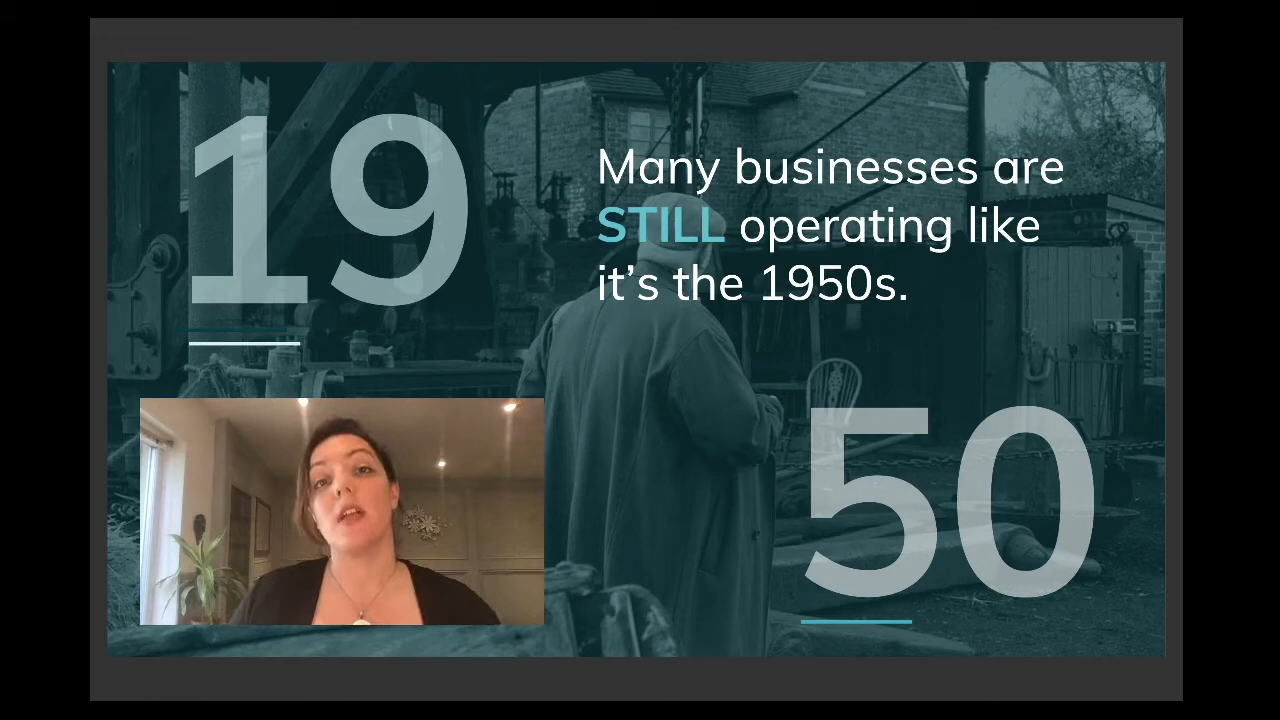 19
Many businesses are
STILL operating like
it’s the 1950s.
50